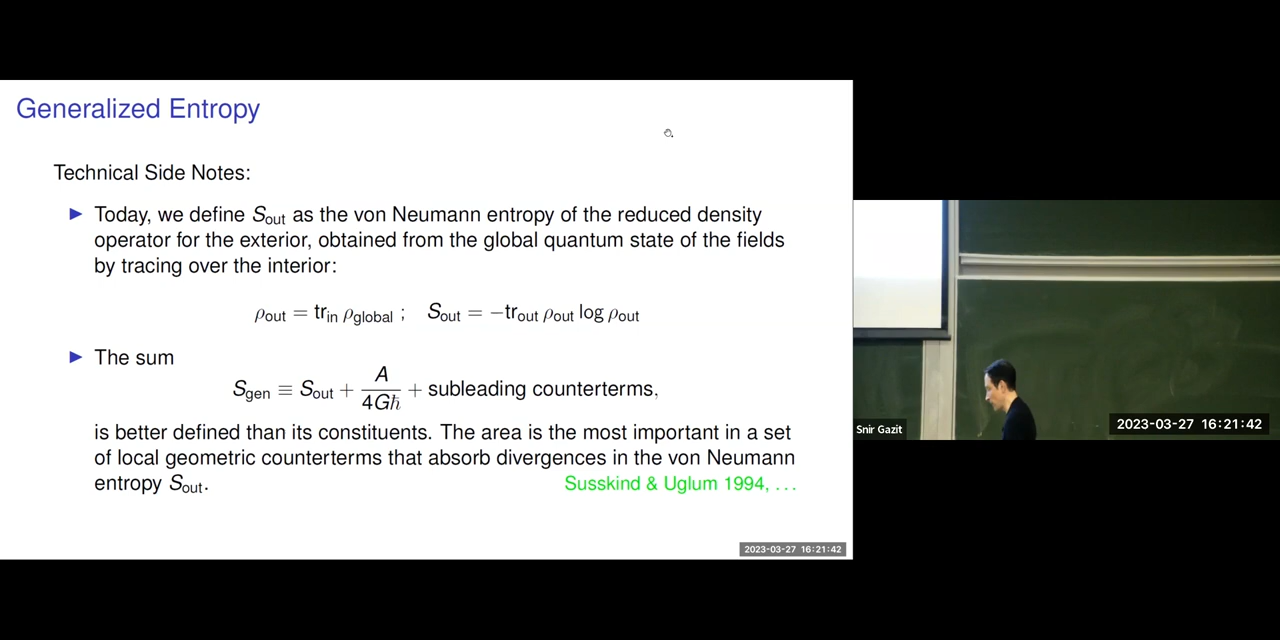 Generalized Entropy
Technical Side Notes:
▶ Today, we define S_out as the von Neumann entropy of the reduced density
operator for the exterior, obtained from the global quantum state of the fields
by tracing over the interior:
ρ_out = tr_in ρ_global ; S_out = −tr_out ρ_out log ρ_out
▶ The sum
S_gen ≡ S_out + A/4Gℏ + subleading counterterms,
is better defined than its constituents. The area is the most important in a set
of local geometric counterterms that absorb divergences in the von Neumann
entropy S_out.
Susskind & Uglum 1994, ...
2023-03-27 16:21:42
Snir Gazit
2023-03-27 16:21:42